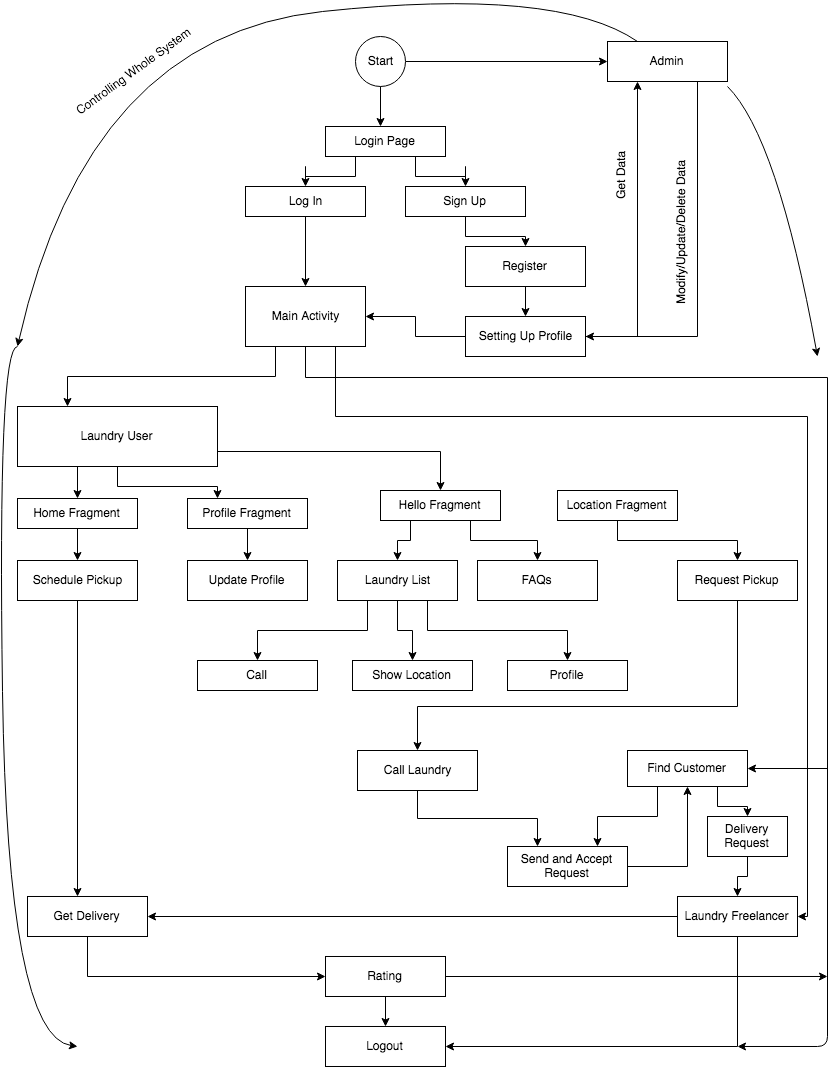 Controlling Whole System
Start
Admin
Login Page
Get Data
Modify/Update/Delete Data
Log In
Sign Up
Register
Main Activity
Setting Up Profile
Laundry User
Hello Fragment
Location Fragment
Home Fragment
Profile Fragment
Schedule Pickup
Update Profile
Laundry List
FAQs
Request Pickup
Call
Show Location
Profile
Call Laundry
Find Customer
Delivery
Request
Send and Accept
Request
Get Delivery
Laundry Freelancer
Rating
Logout